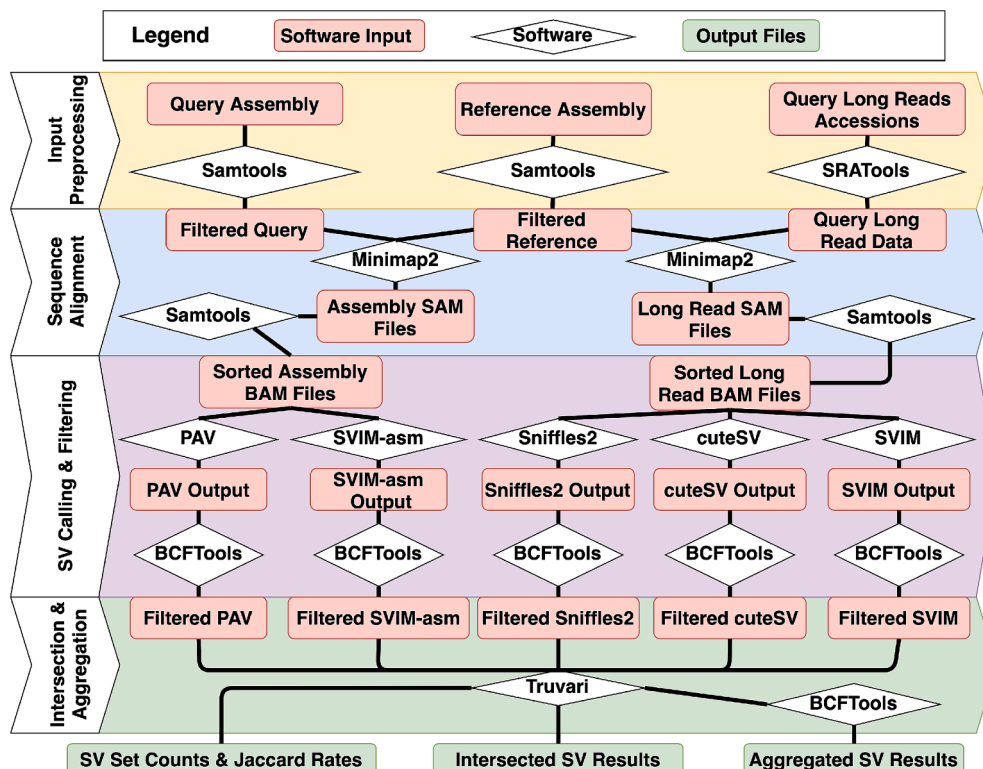 Legend
Software Input
Software
Output Files
Input
Preprocessing
Query Assembly
Reference Assembly
Query Long Reads
Accessions
Samtools
Samtools
SRATools
Sequence
Alignment
Filtered Query
Filtered
Reference
Query Long
Read Data
Minimap2
Minimap2
Samtools
Assembly SAM
Files
Long Read SAM
Files
Samtools
SV Calling & Filtering
Sorted Assembly
BAM Files
Sorted Long
Read BAM Files
PAV
SVIM-asm
Sniffles2
cuteSV
SVIM
PAV Output
SVIM-asm
Output
Sniffles2 Output
cuteSV Output
SVIM Output
BCFTools
BCFTools
BCFTools
BCFTools
BCFTools
Intersection &
Aggregation
Filtered PAV
Filtered SVIM-asm
Filtered Sniffles2
Filtered cuteSV
Filtered SVIM
Truvari
BCFTools
SV Set Counts & Jaccard Rates
Intersected SV Results
Aggregated SV Results